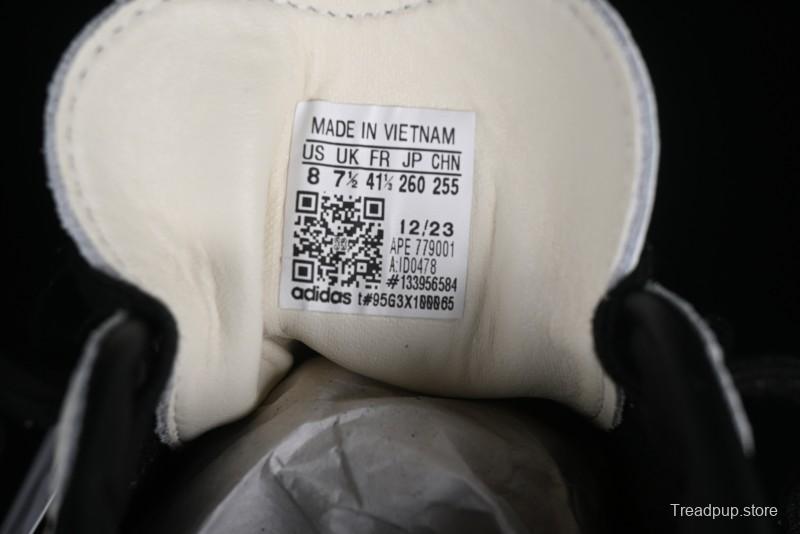 MADE IN VIETNAM
US UK FR JP CHN
8 7½ 41⅓ 260 255
12/23
APE 779001
A:ID0478
#133956584
adidas t#95G3X100065
Treadpup.store